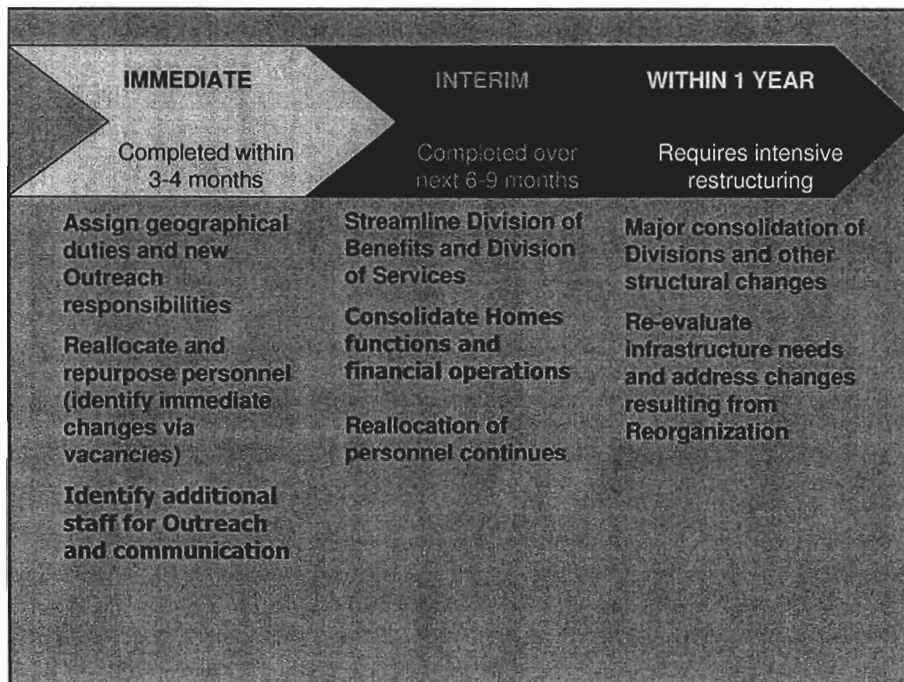 IMMEDIATE
Completed within
3-4 months
Assign geographical
duties and new
Outreach
responsibilities
Reallocate and
repurpose personnel
(identify immediate
changes via
vacancies)
Identify additional
staff for Outreach
and communication
INTERIM
Completed over
next 6-9 months
Streamline Division of
Benefits and Division
of Services
Consolidate Homes
functions and
financial operations
Reallocation of
personnel continues
WITHIN 1 YEAR
Requires intensive
restructuring
Major consolidation of
Divisions and other
structural changes
Re-evaluate
infrastructure needs
and address changes
resulting from
Reorganization